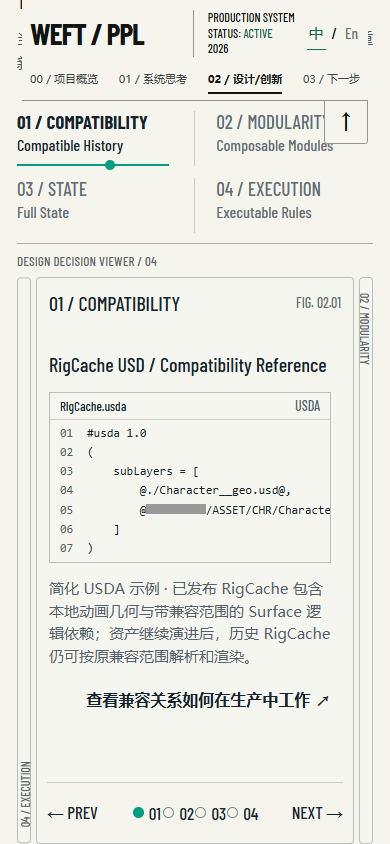 WEFT / PPL
PRODUCTION SYSTEM
STATUS: ACTIVE
2026
中 / En
00 / 项目概览
01 / 系统思考
02 / 设计/创新
03 / 下一步
01 / COMPATIBILITY
Compatible History
02 / MODULARITY
Composable Modules
↑
03 / STATE
Full State
04 / EXECUTION
Executable Rules
DESIGN DECISION VIEWER / 04
01 / COMPATIBILITY
FIG. 02.01
02 / MODULARITY
RigCache USD / Compatibility Reference
RigCache.usda
USDA
01 #usda 1.0
02 (
03 subLayers = [
04 @./Character__geo.usd@,
05 @/ASSET/CHR/Characte
06 ]
07 )
简化 USDA 示例 · 已发布 RigCache 包含
本地动画几何与带兼容范围的 Surface 逻
辑依赖；资产继续演进后，历史 RigCache
仍可按原兼容范围解析和渲染。
查看兼容关系如何在生产中工作 ↗
04 / EXECUTION
← PREV
01 02 03 04
NEXT →